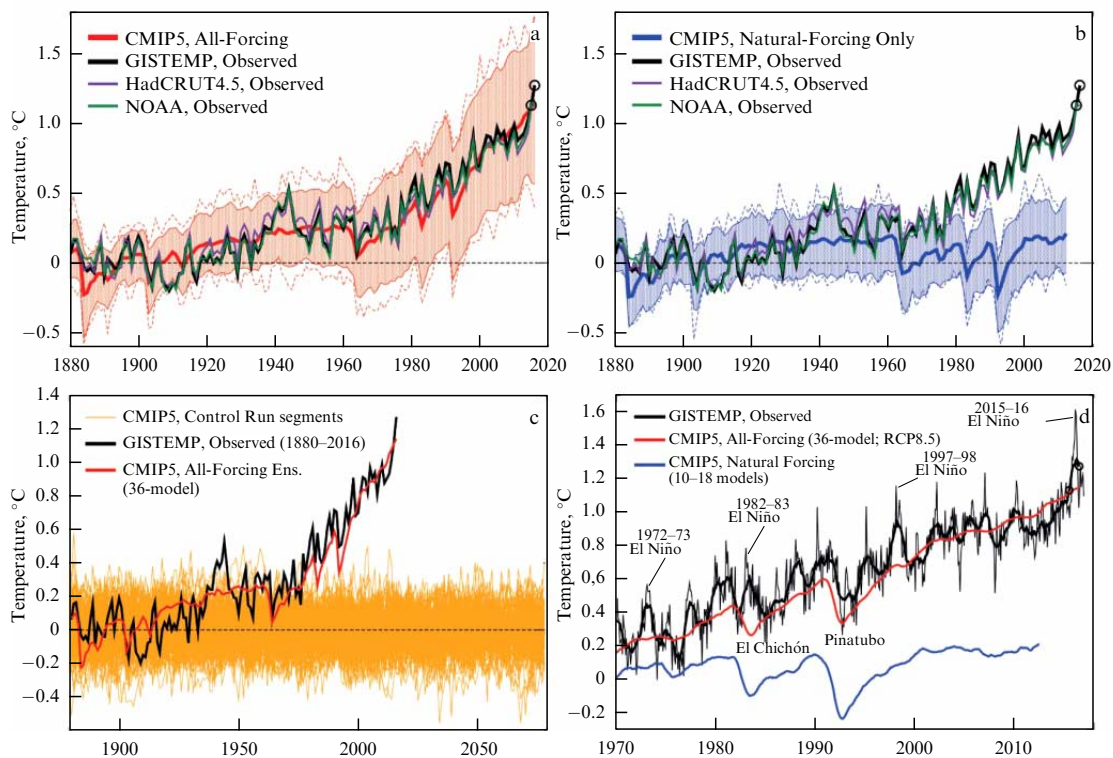 a
CMIP5, All-Forcing
GISTEMP, Observed
HadCRUT4.5, Observed
NOAA, Observed
Temperature, °C
1.5
1.0
0.5
0
−0.5
1880 1900 1920 1940 1960 1980 2000 2020
b
CMIP5, Natural-Forcing Only
GISTEMP, Observed
HadCRUT4.5, Observed
NOAA, Observed
Temperature, °C
1.5
1.0
0.5
0
−0.5
1880 1900 1920 1940 1960 1980 2000 2020
c
CMIP5, Control Run segments
GISTEMP, Observed (1880–2016)
CMIP5, All-Forcing Ens.
(36-model)
Temperature, °C
1.4
1.2
1.0
0.8
0.6
0.4
0.2
0
−0.2
−0.4
1900 1950 2000 2050
d
GISTEMP, Observed
CMIP5, All-Forcing (36-model; RCP8.5)
CMIP5, Natural Forcing
(10–18 models)
2015–16
El Niño
1997–98
El Niño
1982–83
El Niño
1972–73
El Niño
El Chichón
Pinatubo
Temperature, °C
1.6
1.4
1.2
1.0
0.8
0.6
0.4
0.2
0
−0.2
1970 1980 1990 2000 2010